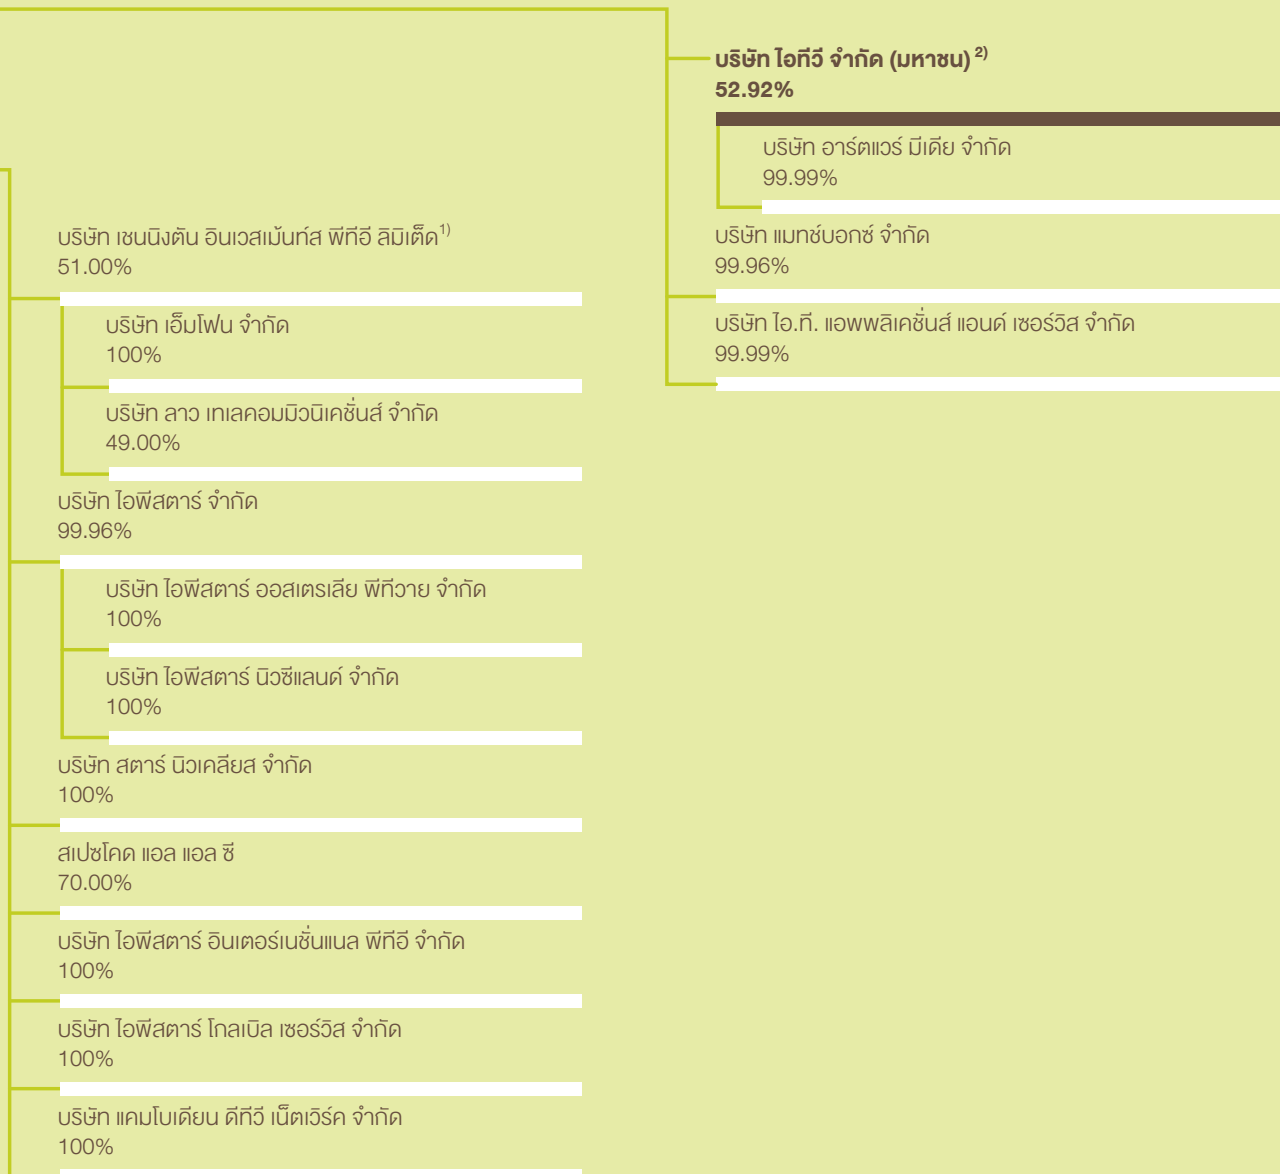 บริษัท ไอทีวี จำกัด (มหาชน) 2)
52.92%
บริษัท อาร์ตแวร์ มีเดีย จำกัด
99.99%
บริษัท แมทช์บอกซ์ จำกัด
99.96%
บริษัท ไอ.ที. แอพพลิเคชั่นส์ แอนด์ เซอร์วิส จำกัด
99.99%
บริษัท เชนนิงตัน อินเวสเม้นท์ส พีทีอี ลิมิเต็ด1)
51.00%
บริษัท เอ็มโฟน จำกัด
100%
บริษัท ลาว เทเลคอมมิวนิเคชั่นส์ จำกัด
49.00%
บริษัท ไอพีสตาร์ จำกัด
99.96%
บริษัท ไอพีสตาร์ ออสเตรเลีย พีทีวาย จำกัด
100%
บริษัท ไอพีสตาร์ นิวซีแลนด์ จำกัด
100%
บริษัท สตาร์ นิวเคลียส จำกัด
100%
สเปซโคด แอล แอล ซี
70.00%
บริษัท ไอพีสตาร์ อินเตอร์เนชั่นแนล พีทีอี จำกัด
100%
บริษัท ไอพีสตาร์ โกลเบิล เซอร์วิส จำกัด
100%
บริษัท แคมโบเดียน ดีทีวี เน็ตเวิร์ค จำกัด
100%